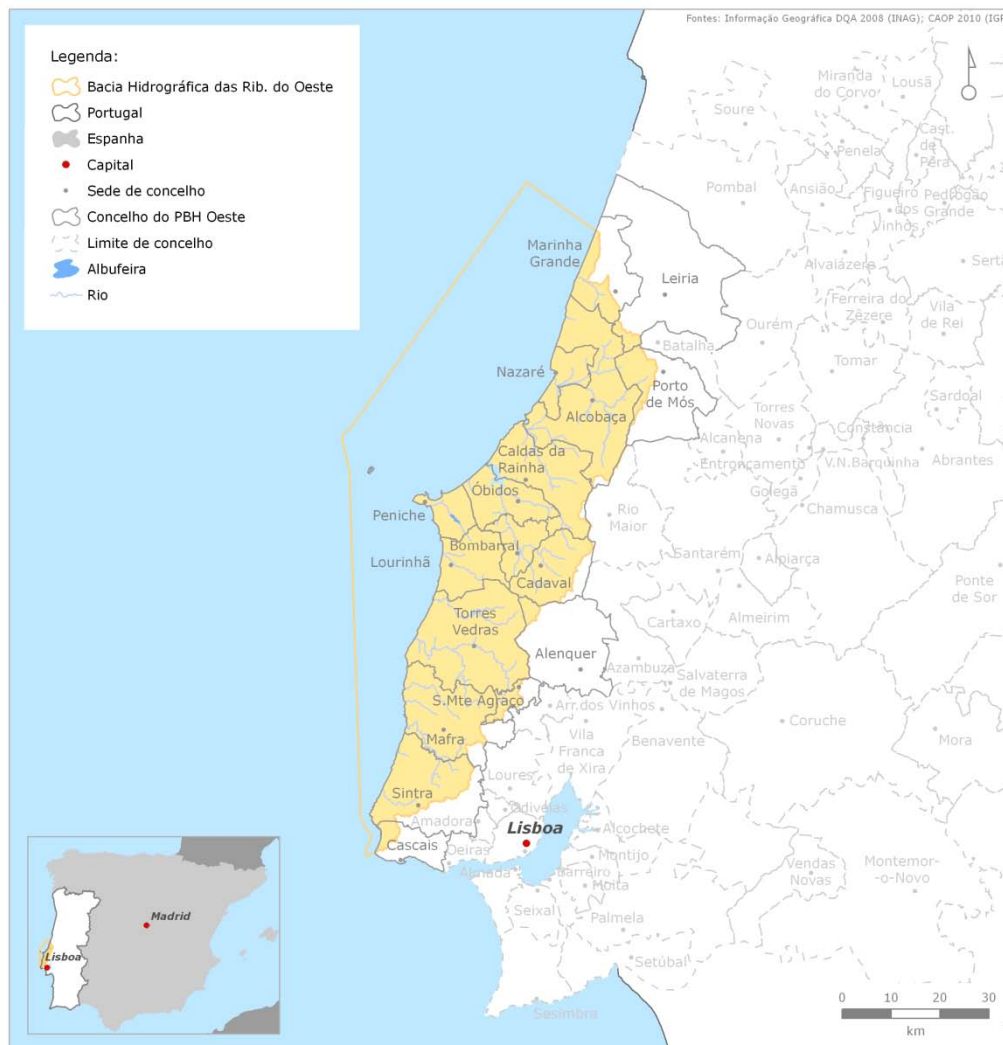 Fontes: Informação Geográfica DQA 2008 (INAG); CAOP 2010 (IGP
Legenda:
Bacia Hidrográfica das Rib. do Oeste
Portugal
Espanha
Capital
Sede de concelho
Concelho do PBH Oeste
Limite de concelho
Albufeira
Rio
Miranda
do Corvo
Lousã
Soure
Cast.
de
Pêra
Penela
Pombal
Ansião
Figueiró
dos
Vinhos
Pedrógão
Grande
Marinha
Grande
Leiria
Alvaiázere
Sertã
Ferreira do
Zêzere
Vila
de Rei
Ourém
Batalha
Tomar
Nazaré
Porto
de Mós
Alcobaça
Sardoal
Torres
Novas
Constância
Alcanena
Caldas da
Rainha
Entroncamento
V.N.Barquinha
Abrantes
Golegã
Óbidos
Chamusca
Peniche
Rio
Maior
Bombarral
Lourinhã
Santarém
Alpiarça
Cadaval
Ponte
de Sor
Almeirim
Torres
Vedras
Cartaxo
Alenquer
Azambuza
Salvaterra
de Magos
S.Mte Agraço
Arr.dos Vinhos
Coruche
Mafra
Vila
Franca
de Xira
Benavente
Mora
Loures
Sintra
Odivelas
Amadora
Lisboa
Alcochete
Cascais
Oeiras
Montijo
Almada
Barreiro
Vendas
Novas
Montemor
-o-Novo
Moita
Seixal
Palmela
Setúbal
Sesimbra
Madrid
Lisboa
0 10 20 30
km